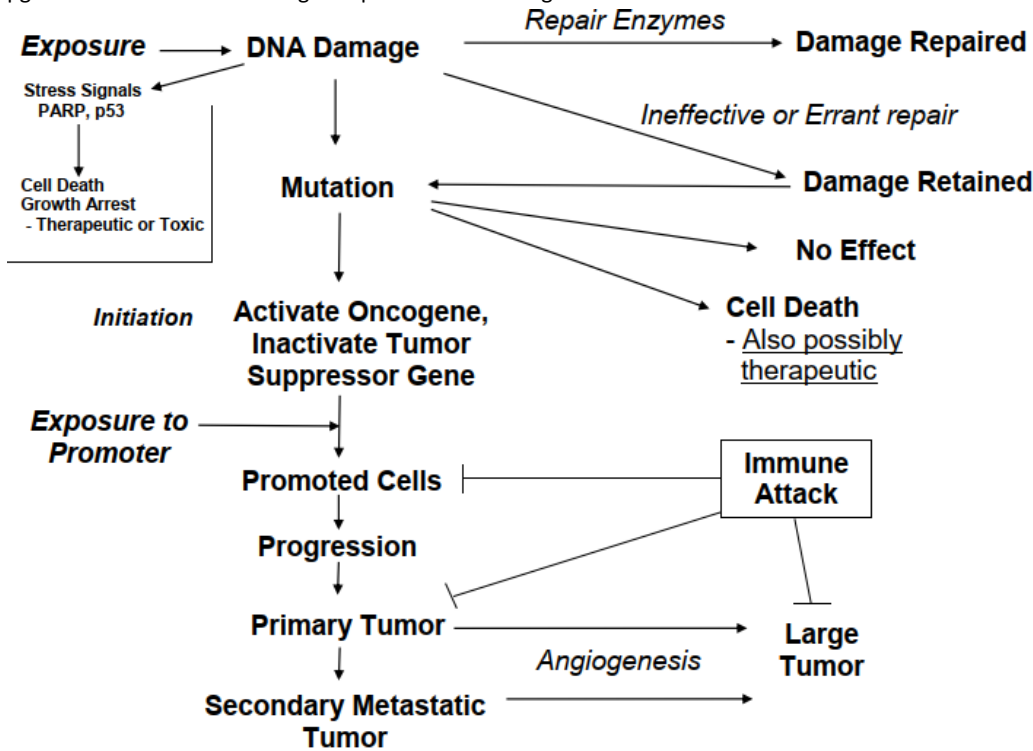 Exposure
DNA Damage
Repair Enzymes
Damage Repaired
Stress Signals
PARP, p53
Ineffective or Errant repair
Cell Death
Growth Arrest
- Therapeutic or Toxic
Mutation
Damage Retained
No Effect
Initiation
Activate Oncogene,
Inactivate Tumor
Suppressor Gene
Cell Death
- Also possibly
therapeutic
Exposure to
Promoter
Promoted Cells
Immune
Attack
Progression
Primary Tumor
Angiogenesis
Large
Tumor
Secondary Metastatic
Tumor